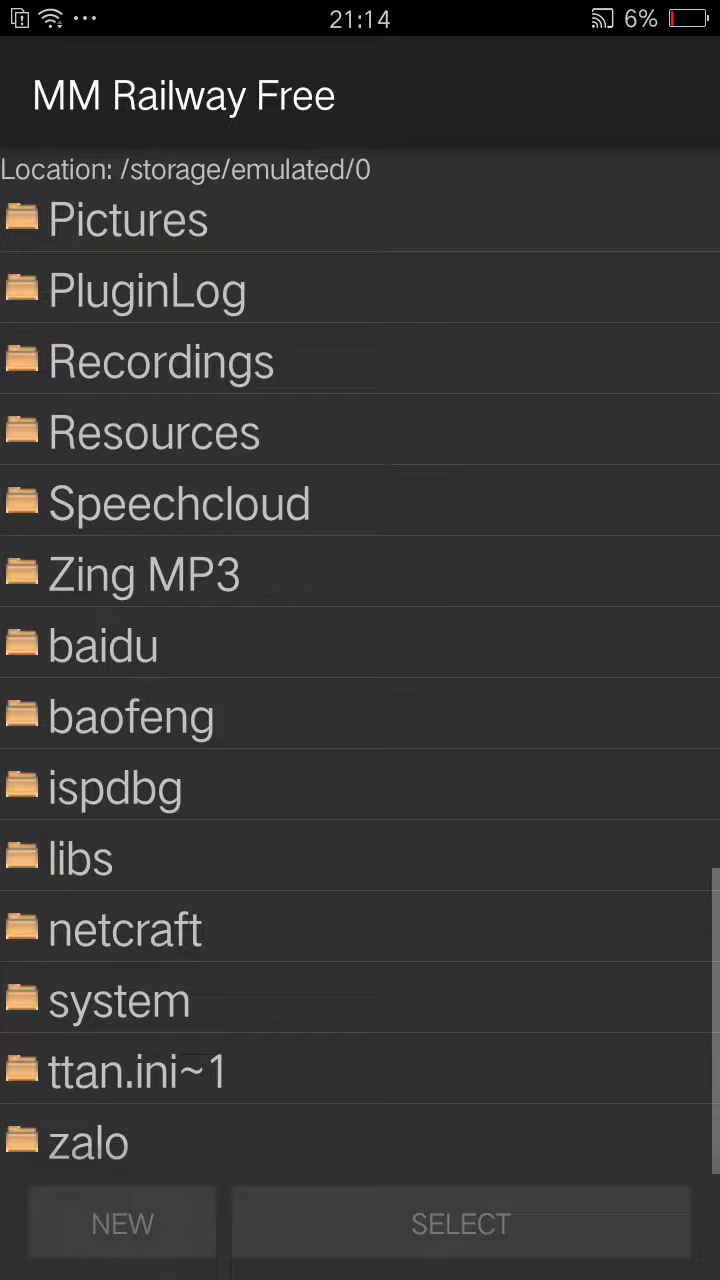 21:14
6%
MM Railway Free
Location: /storage/emulated/0
Pictures
PluginLog
Recordings
Resources
Speechcloud
Zing MP3
baidu
baofeng
ispdbg
libs
netcraft
system
ttan.ini~1
zalo
NEW
SELECT